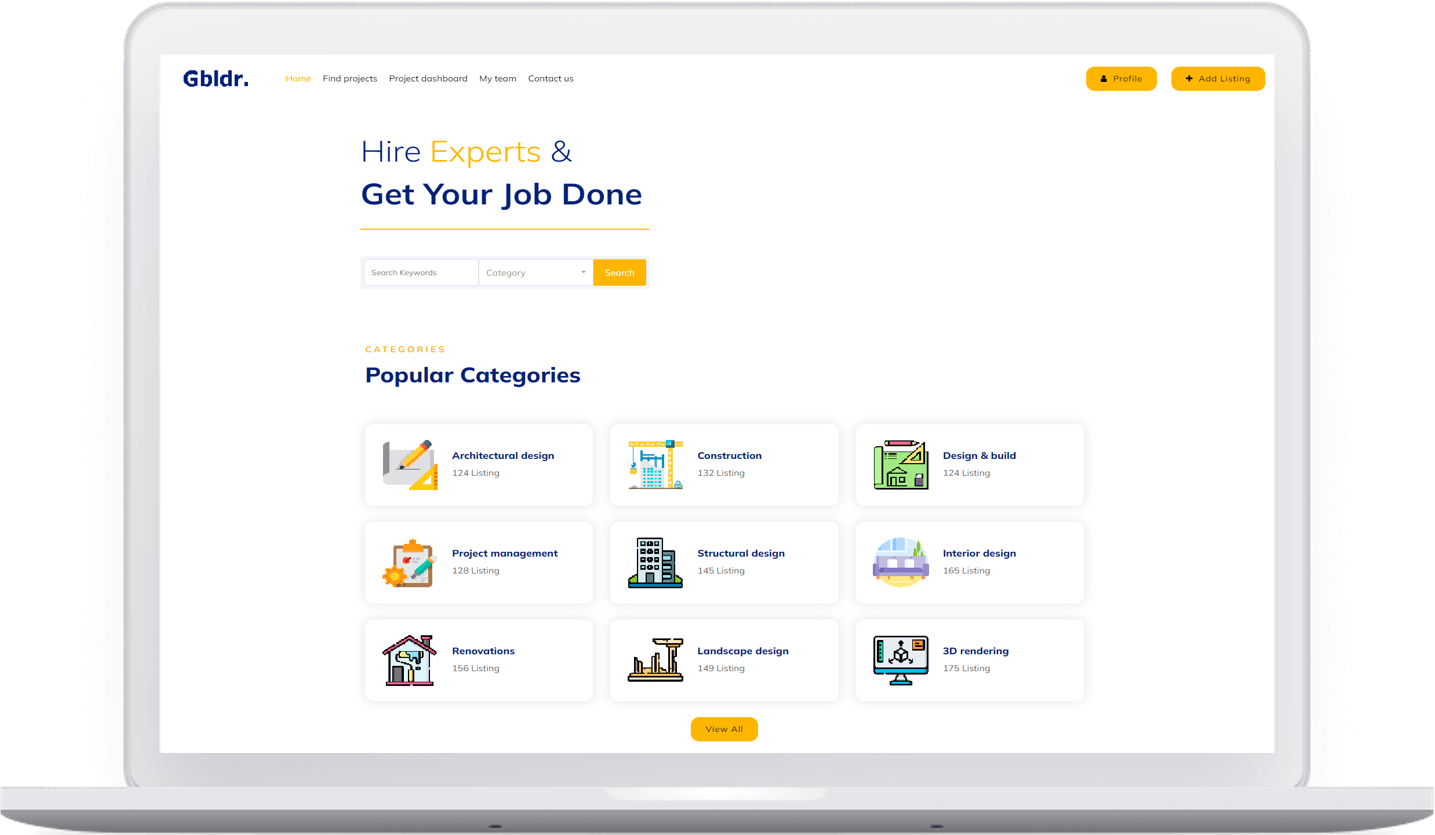 Gbldr.
Home Find projects Project dashboard My team Contact us
Profile
Add Listing
Hire Experts &
Get Your Job Done
Search Keywords
Category
Search
CATEGORIES
Popular Categories
Architectural design
124 Listing
Construction
132 Listing
Design & build
124 Listing
Project management
128 Listing
Structural design
145 Listing
Interior design
165 Listing
Renovations
156 Listing
Landscape design
149 Listing
3D rendering
175 Listing
View All